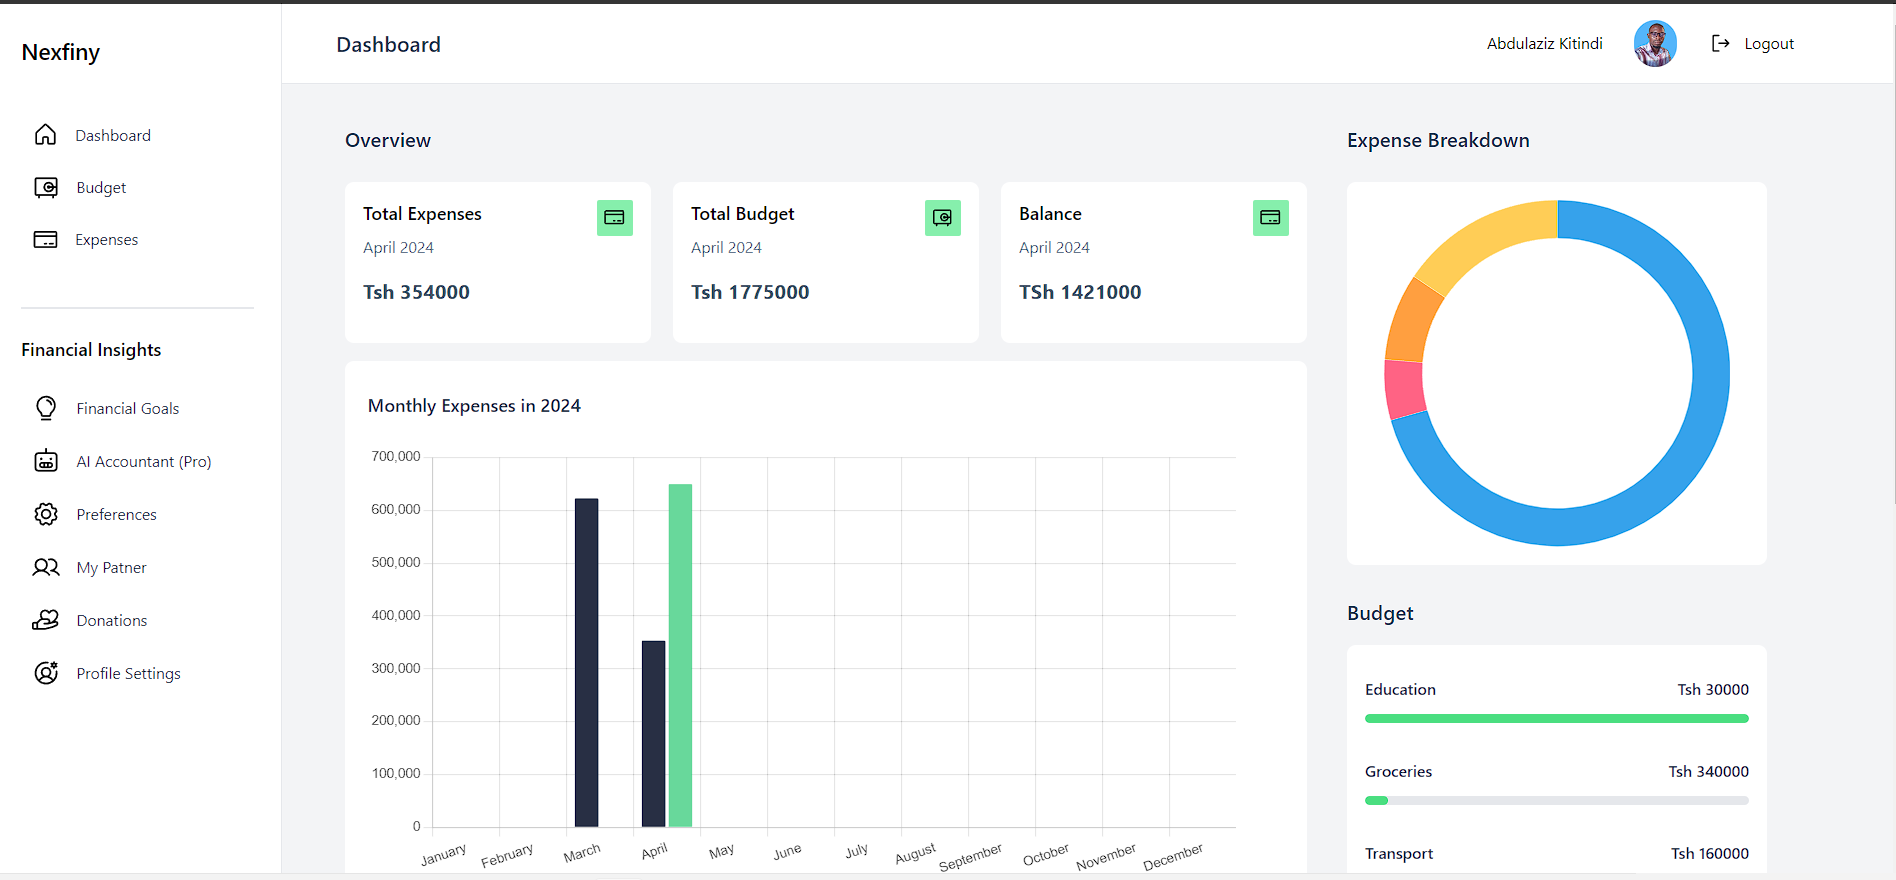 Nexfiny
Dashboard
Abdulaziz Kitindi
Logout
Dashboard
Budget
Expenses
Financial Insights
Financial Goals
AI Accountant (Pro)
Preferences
My Patner
Donations
Profile Settings
Overview
Total Expenses
April 2024
Tsh 354000
Total Budget
April 2024
Tsh 1775000
Balance
April 2024
TSh 1421000
Monthly Expenses in 2024
700,000
600,000
500,000
400,000
300,000
200,000
100,000
0
January February March April May June July August September October November December
Expense Breakdown
Budget
Education Tsh 30000
Groceries Tsh 340000
Transport Tsh 160000